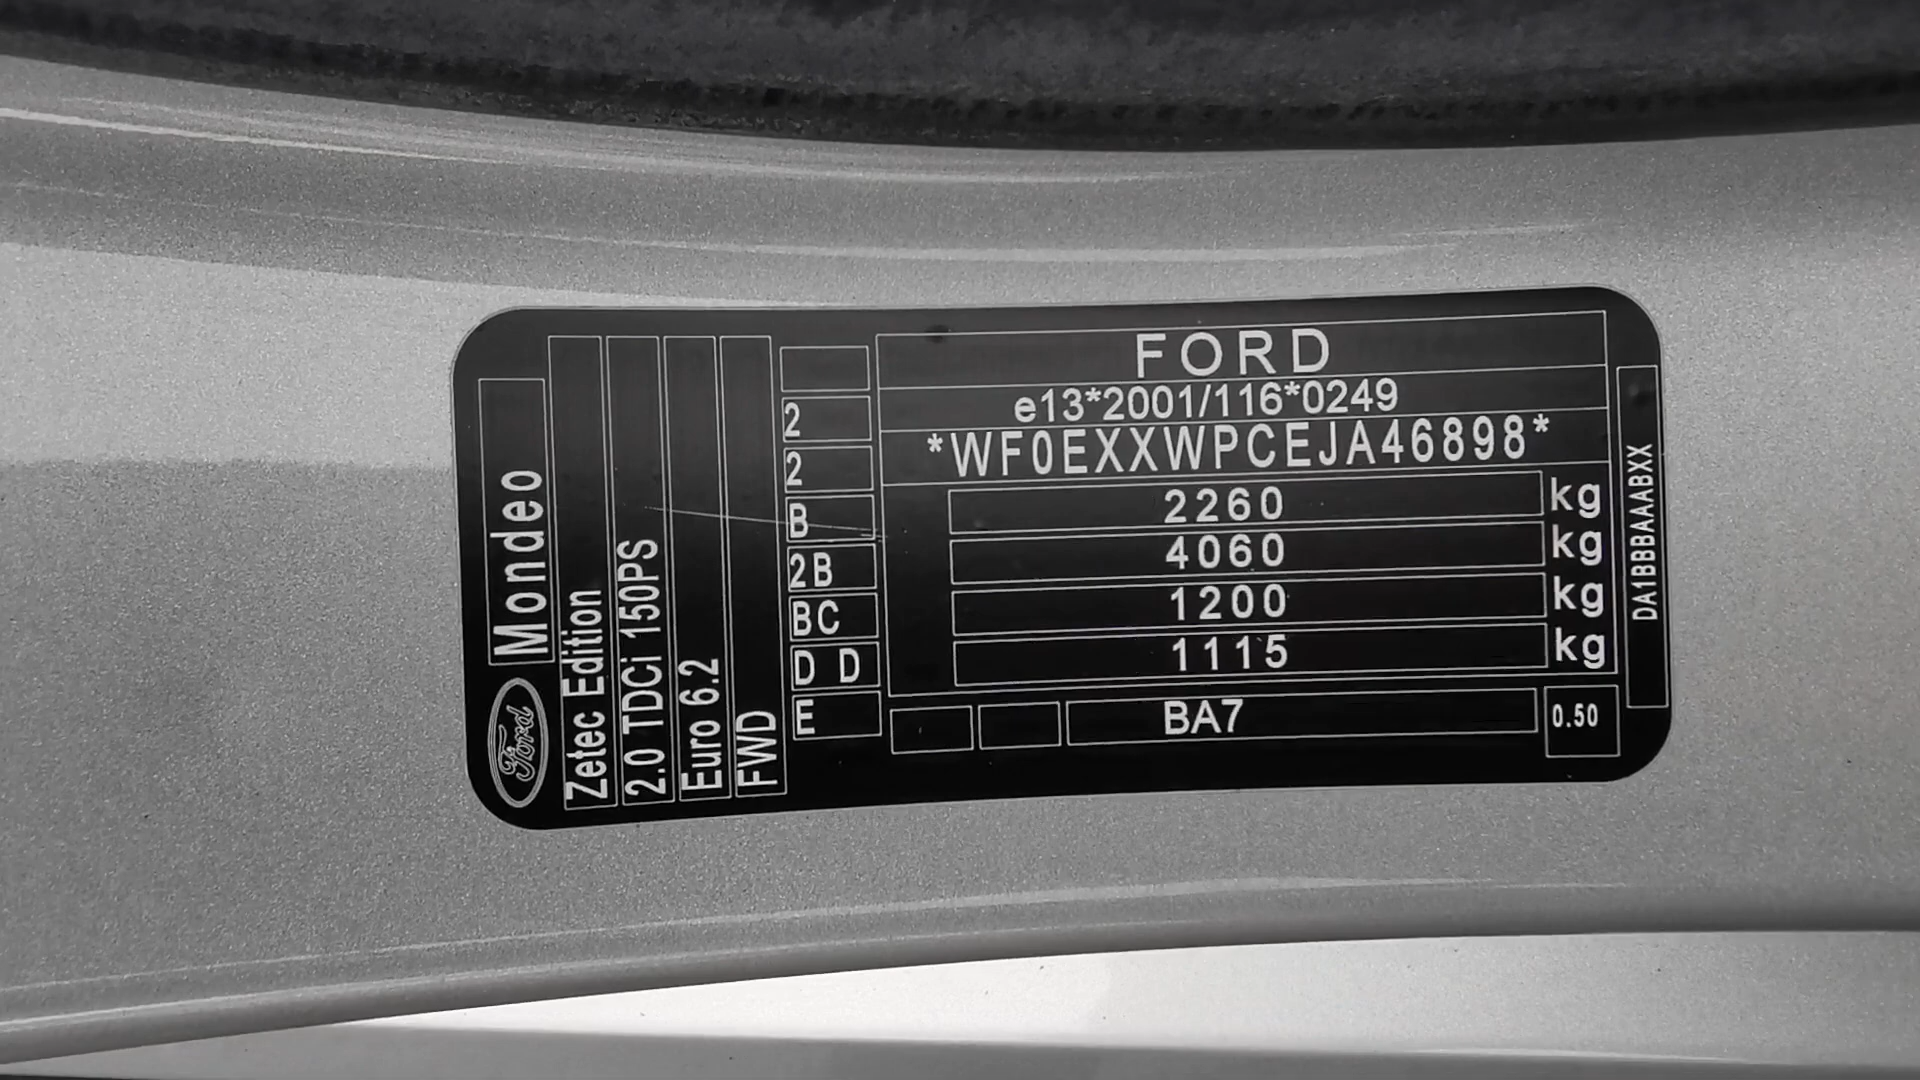 FORD
e13*2001/116*0249
*WF0EXXWPCEJA46898*
2260 kg
4060 kg
1200 kg
1115 kg
BA7
0.50
DA1BBBAAABXX
2
2
B
2B
BC
D D
E
Ford
Mondeo
Zetec Edition
2.0 TDCi 150PS
Euro 6.2
FWD